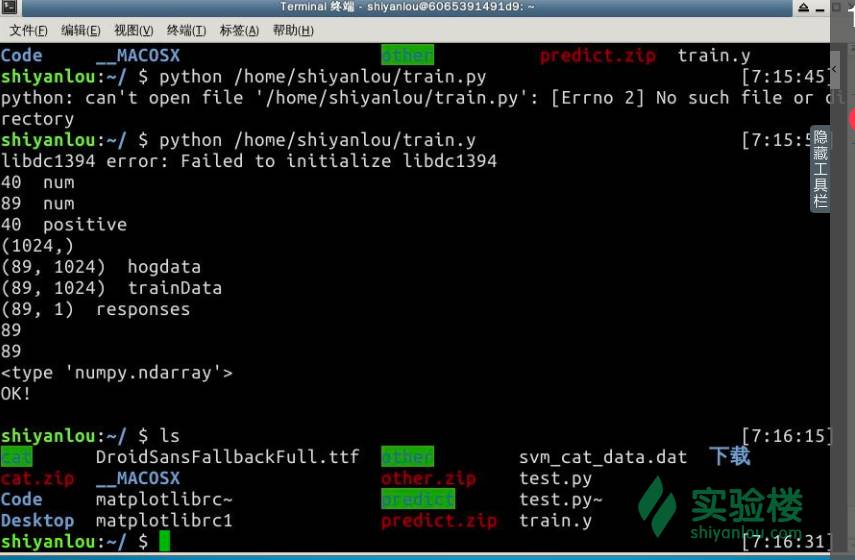 Terminal 终端 - shiyanlou@6065391491d9: ~
文件(F) 编辑(E) 视图(V) 终端(T) 标签(A) 帮助(H)
Code __MACOSX other predict.zip train.y
shiyanlou:~/ $ python /home/shiyanlou/train.py [7:15:45]
python: can't open file '/home/shiyanlou/train.py': [Errno 2] No such file or di
rectory
shiyanlou:~/ $ python /home/shiyanlou/train.y [7:15:5
libdc1394 error: Failed to initialize libdc1394
40 num
89 num
40 positive
(1024,)
(89, 1024) hogdata
(89, 1024) trainData
(89, 1) responses
89
89
<type 'numpy.ndarray'>
OK!
shiyanlou:~/ $ ls [7:16:15]
cat DroidSansFallbackFull.ttf other svm_cat_data.dat 下载
cat.zip __MACOSX other.zip test.py
Code matplotlibrc~ predict test.py~
Desktop matplotlibrc1 predict.zip train.y
shiyanlou:~/ $ [7:16:31]
隐藏工具栏
实验楼
shiyanlou.com